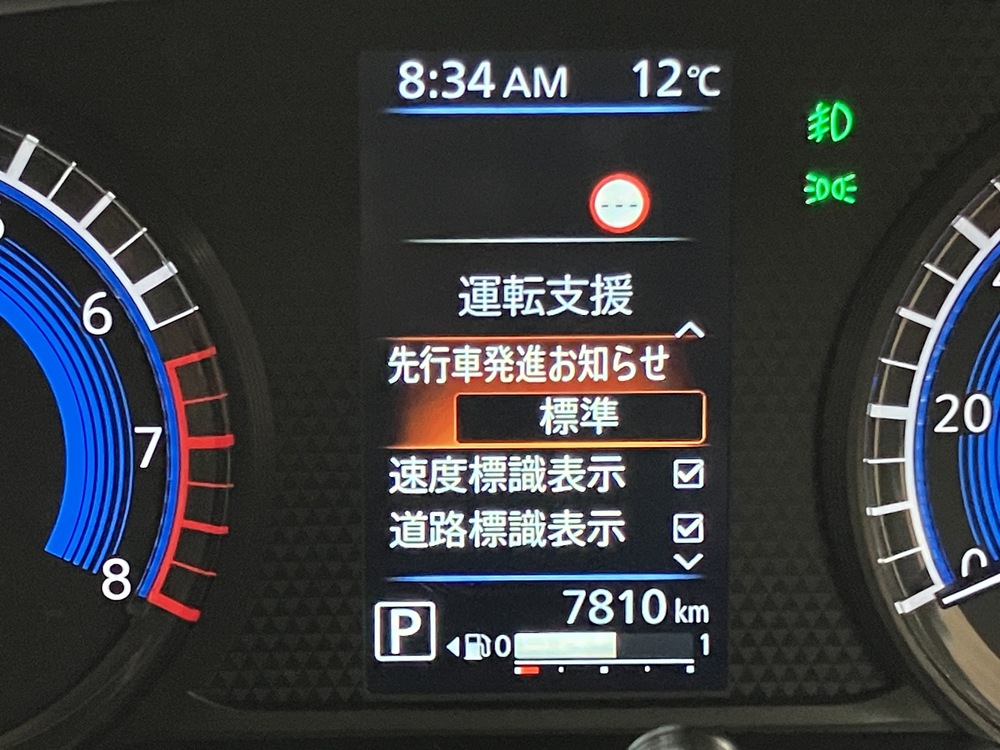 8:34 AM 12℃
---
運転支援
先行車発進お知らせ
標準
速度標識表示
道路標識表示
7810 km
P 0 1
6
7
8
20
0